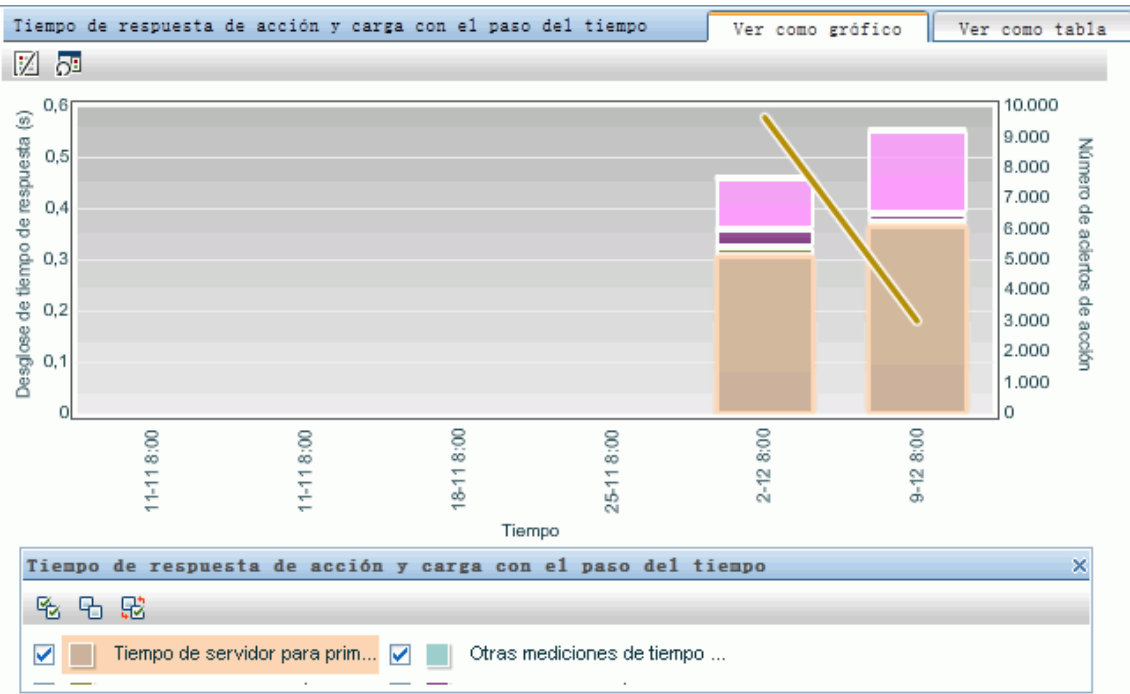 Tiempo de respuesta de acción y carga con el paso del tiempo
Ver como gráfico
Ver como tabla
Desglose de tiempo de respuesta (s)
0,6
0,5
0,4
0,3
0,2
0,1
0
10.000
9.000
8.000
7.000
6.000
5.000
4.000
3.000
2.000
1.000
0
Número de aciertos de acción
11-11 8:00
11-11 8:00
18-11 8:00
25-11 8:00
2-12 8:00
9-12 8:00
Tiempo
Tiempo de respuesta de acción y carga con el paso del tiempo
Tiempo de servidor para prim...
Otras mediciones de tiempo ...